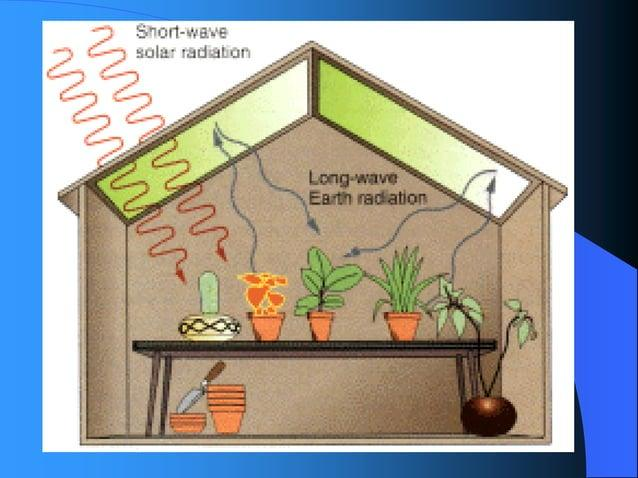 Short-wave
solar radiation
Long-wave
Earth radiation